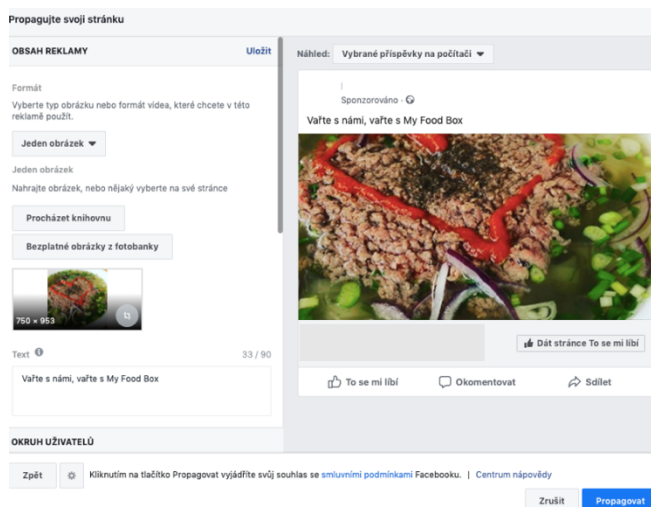 Propagujte svoji stránku
OBSAH REKLAMY
Uložit
Formát
Vyberte typ obrázku nebo formát videa, které chcete v této
reklamě použít.
Jeden obrázek
Jeden obrázek
Nahrajte obrázek, nebo nějaký vyberte na své stránce
Procházet knihovnu
Bezplatné obrázky z fotobanky
750 × 953
Text
33 / 90
Vařte s námi, vařte s My Food Box
OKRUH UŽIVATELŮ
Náhled:
Vybrané příspěvky na počítači
Sponzorováno ·
Vařte s námi, vařte s My Food Box
Dát stránce To se mi líbí
To se mi líbí
Okomentovat
Sdílet
Zpět
Kliknutím na tlačítko Propagovat vyjádříte svůj souhlas se smluvními podmínkami Facebooku. | Centrum nápovědy
Zrušit
Propagovat